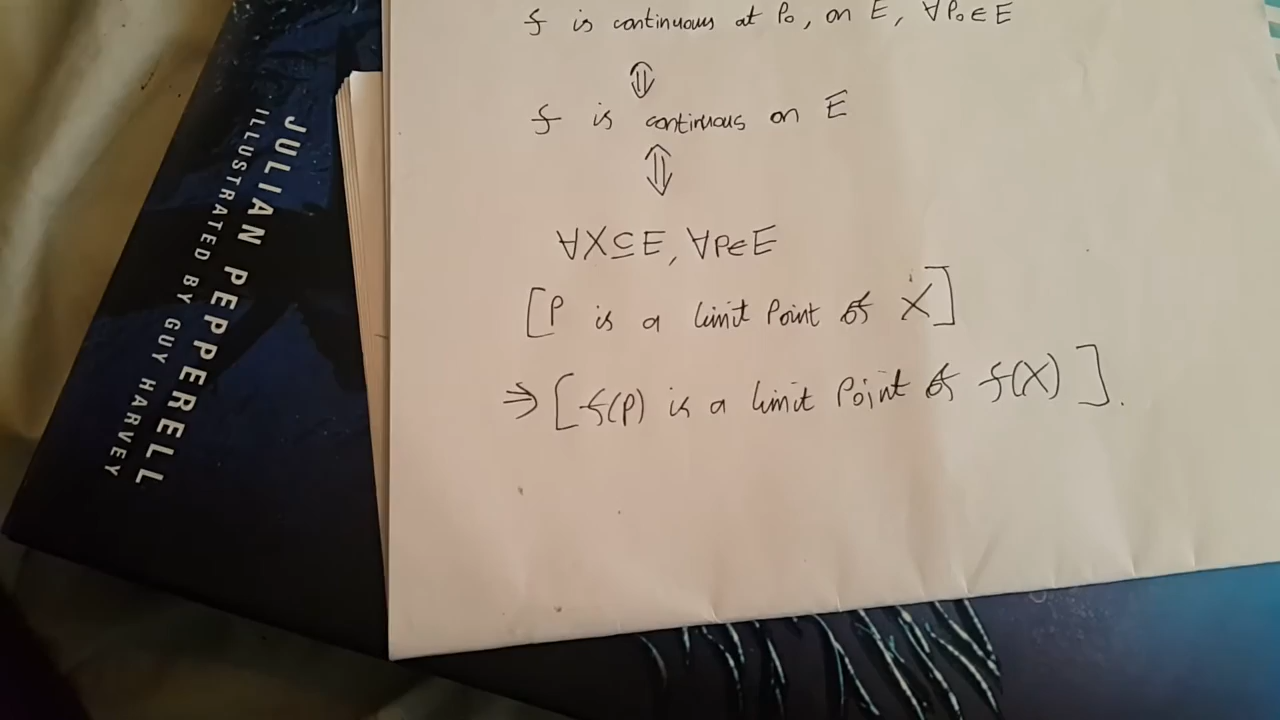 f is continuous at P₀, on E, ∀P₀∈E
⇕
f is continuous on E
⇕
∀X⊆E, ∀P∈E
[P is a limit Point of X]
⇒[f(P) is a limit Point of f(X)].
JULIAN PEPPERELL
ILLUSTRATED BY GUY HARVEY